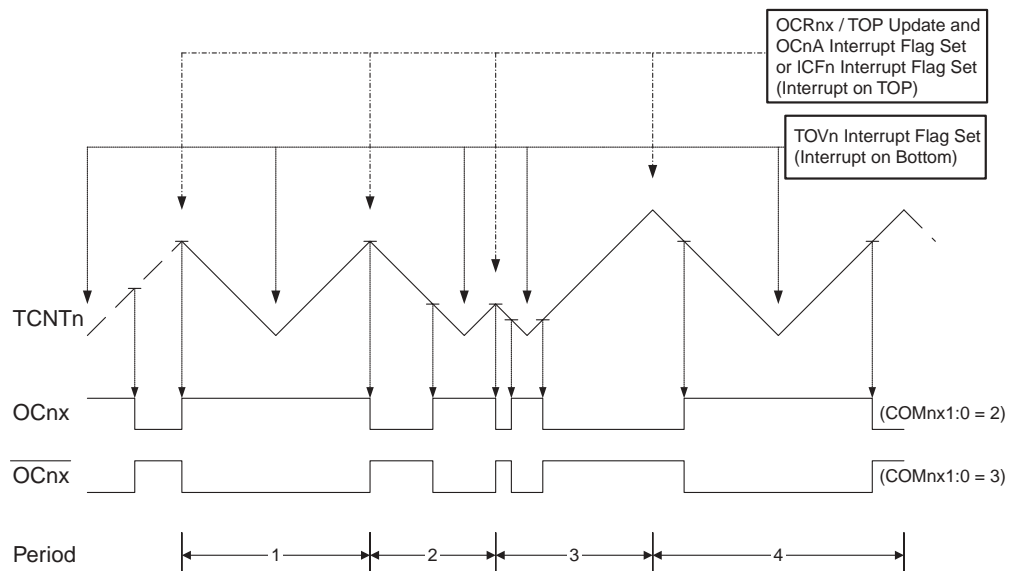 OCRnx / TOP Update and
OCnA Interrupt Flag Set
or ICFn Interrupt Flag Set
(Interrupt on TOP)
TOVn Interrupt Flag Set
(Interrupt on Bottom)
TCNTn
OCnx
(COMnx1:0 = 2)
OCnx
(COMnx1:0 = 3)
Period
1
2
3
4